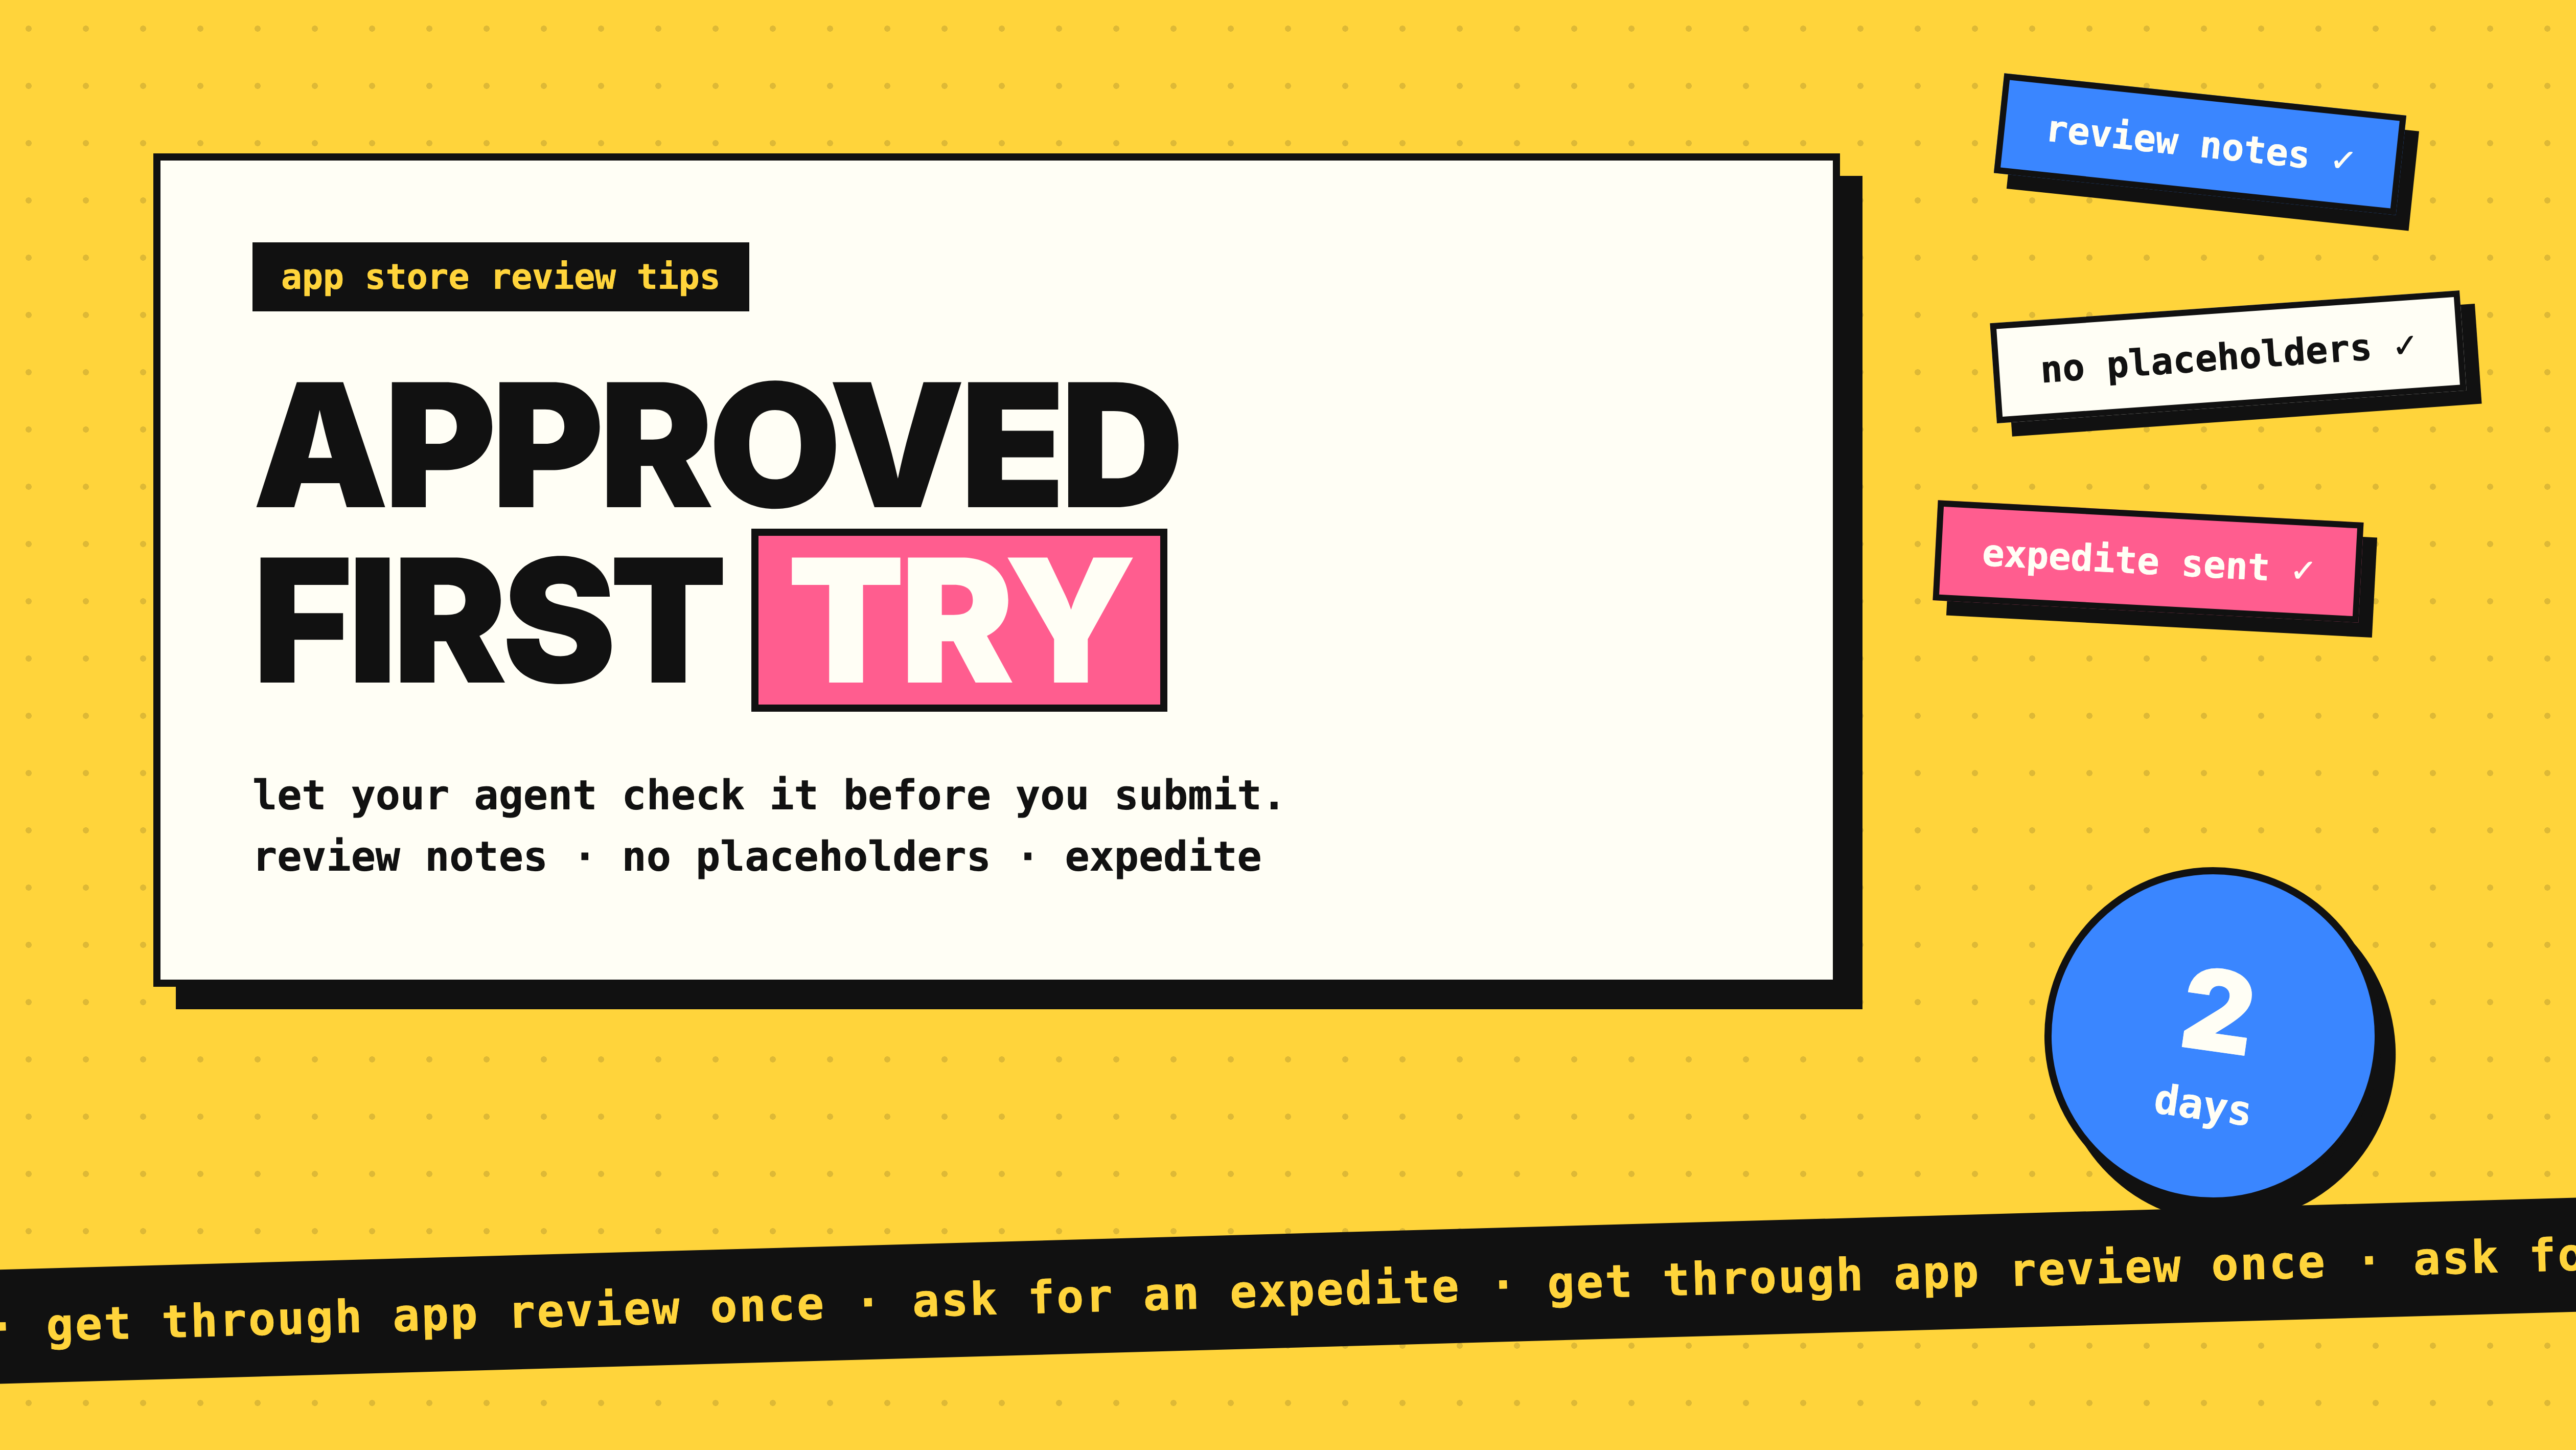 app store review tips
APPROVED
FIRST TRY
let your agent check it before you submit.
review notes · no placeholders · expedite
review notes ✓
no placeholders ✓
expedite sent ✓
2
days
· get through app review once · ask for an expedite · get through app review once · ask fo